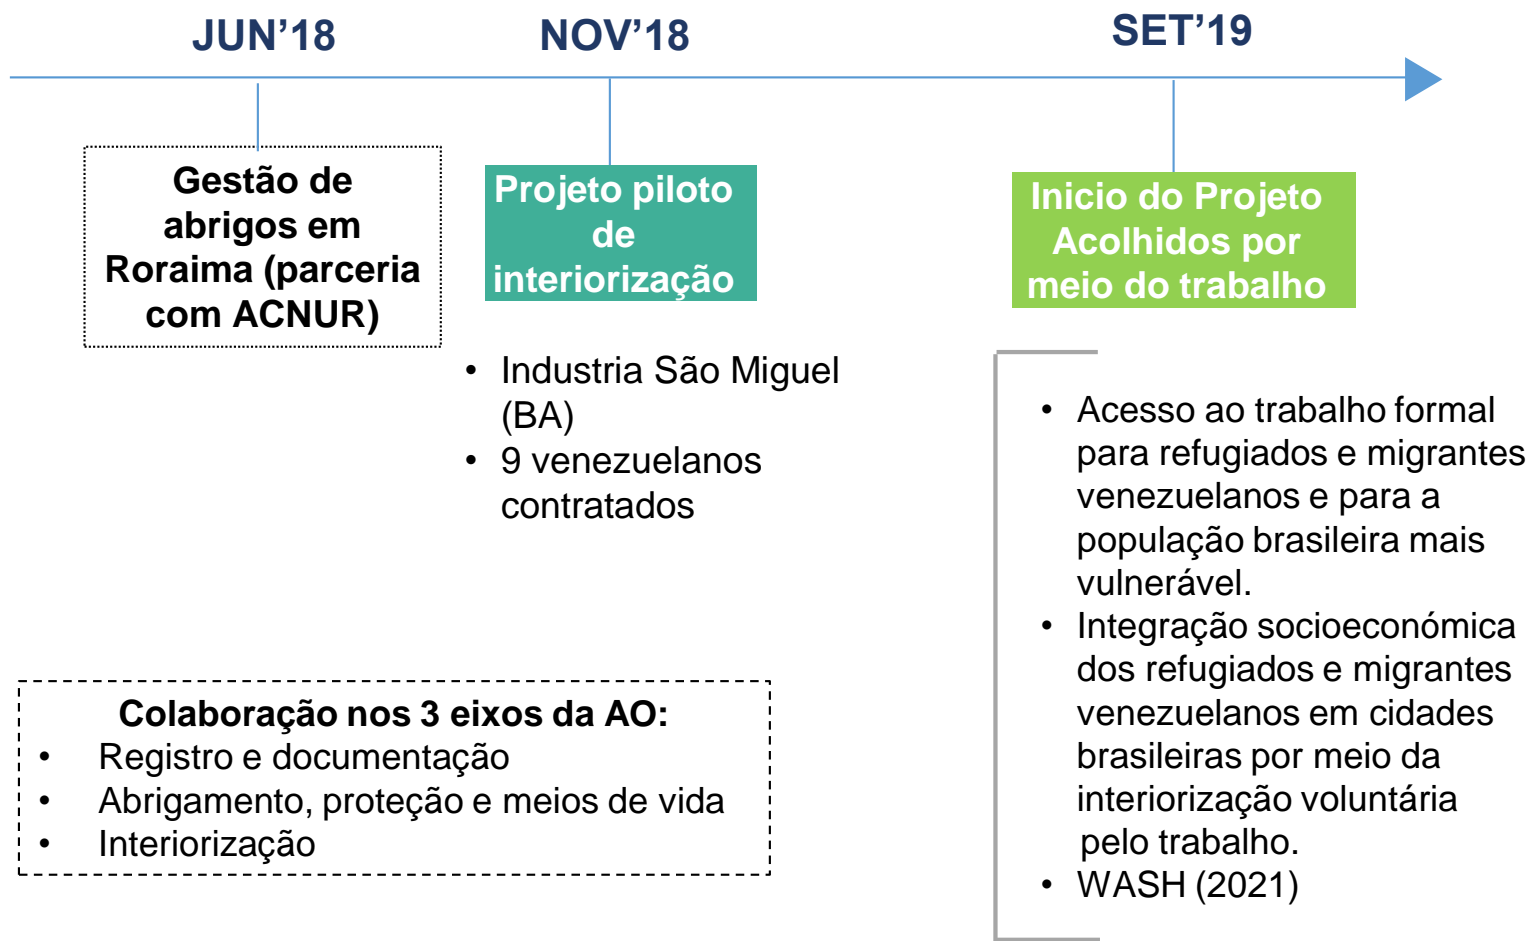 JUN’18
NOV’18
SET’19
Gestão de
abrigos em
Roraima (parceria
com ACNUR)
Projeto piloto
de
interiorização
Inicio do Projeto
Acolhidos por
meio do trabalho
• Industria São Miguel
(BA)
• 9 venezuelanos
contratados
• Acesso ao trabalho formal
para refugiados e migrantes
venezuelanos e para a
população brasileira mais
vulnerável.
• Integração socioeconómica
dos refugiados e migrantes
venezuelanos em cidades
brasileiras por meio da
interiorização voluntária
pelo trabalho.
• WASH (2021)
Colaboração nos 3 eixos da AO:
• Registro e documentação
• Abrigamento, proteção e meios de vida
• Interiorização